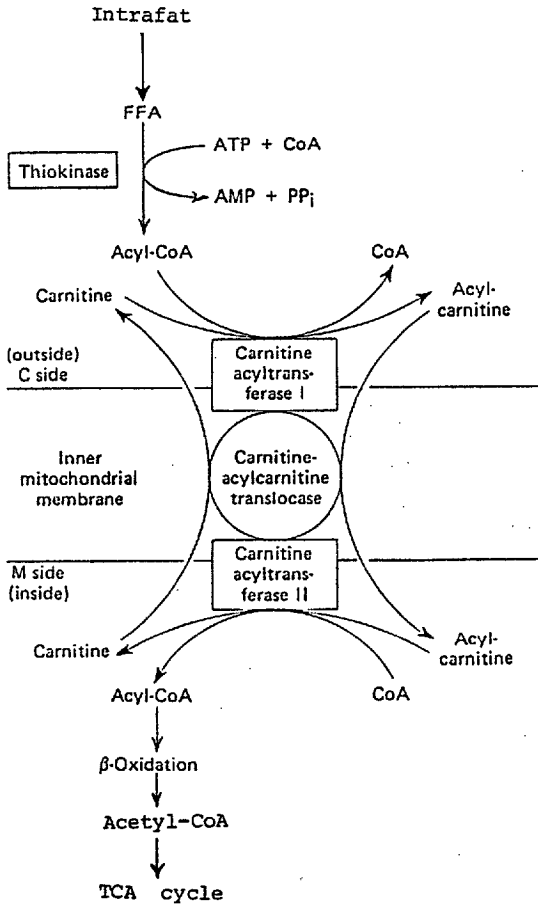 Intrafat
FFA
ATP + CoA
Thiokinase
AMP + PPi
Acyl-CoA
CoA
Carnitine
Acyl-
carnitine
(outside)
C side
Carnitine
acyltrans-
ferase I
Inner
mitochondrial
membrane
Carnitine-
acylcarnitine
translocase
M side
(inside)
Carnitine
acyltrans-
ferase II
Carnitine
Acyl-
carnitine
Acyl-CoA
CoA
β-Oxidation
Acetyl-CoA
TCA cycle